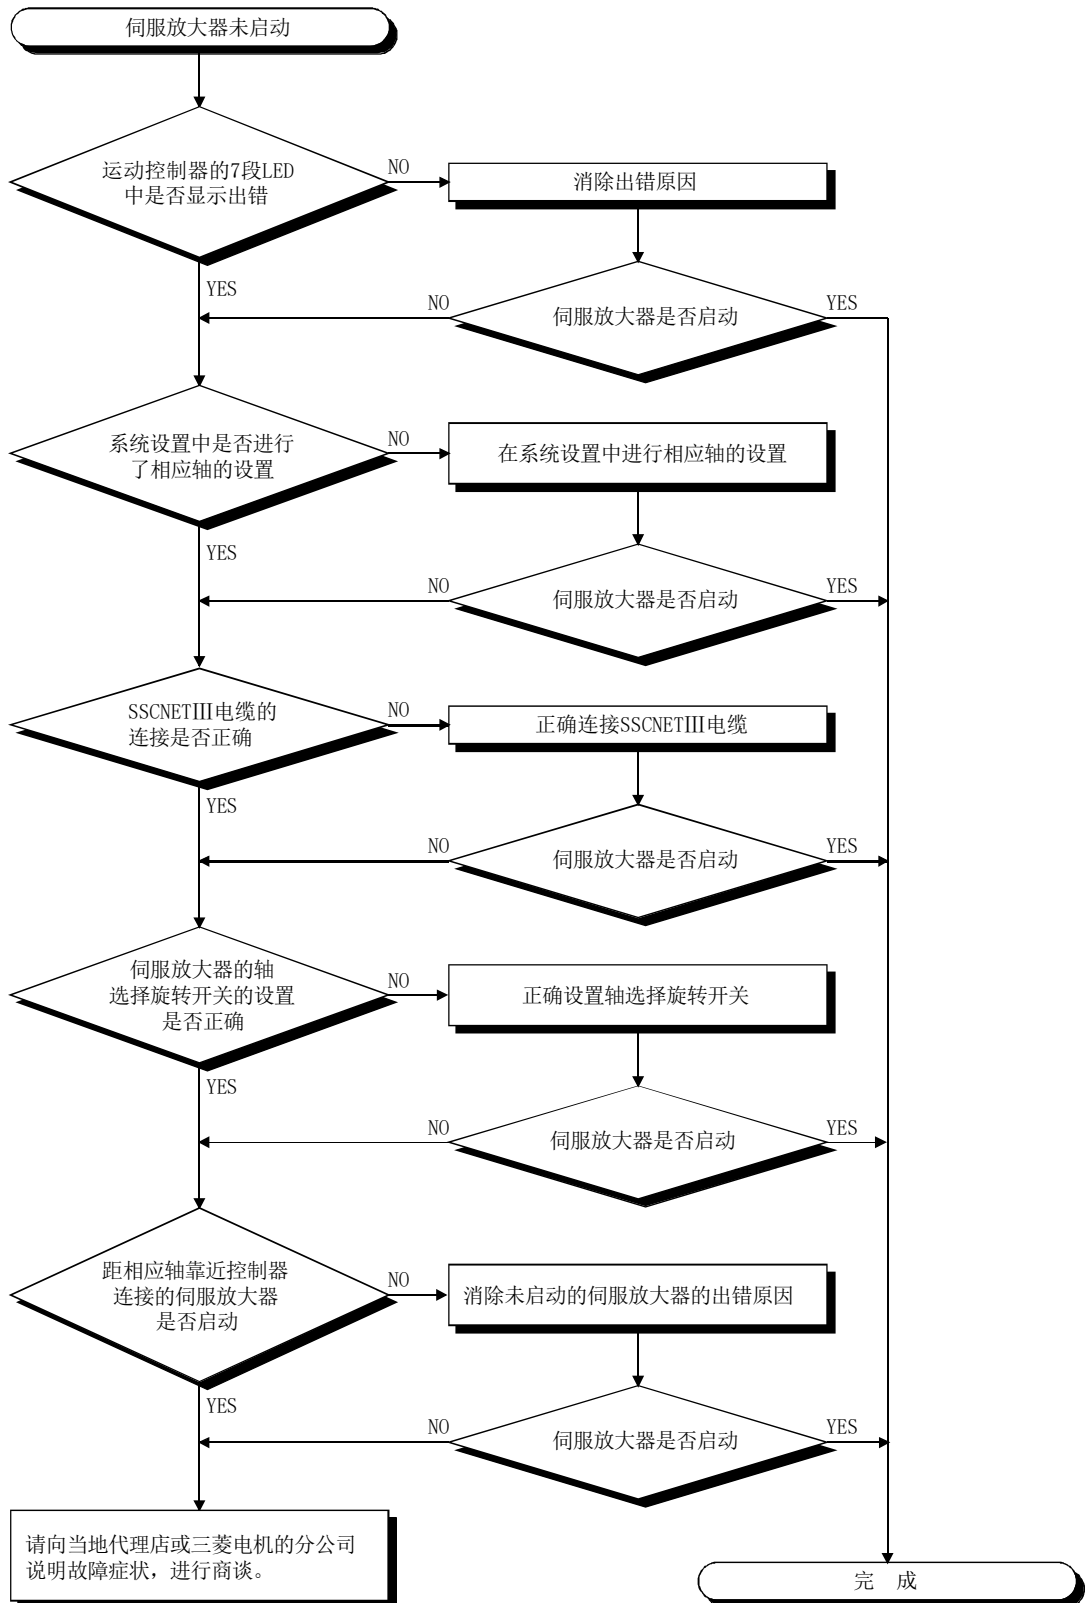 伺服放大器未启动
运动控制器的7段LED
中是否显示出错
NO
消除出错原因
YES
NO
伺服放大器是否启动
YES
系统设置中是否进行
了相应轴的设置
NO
在系统设置中进行相应轴的设置
YES
NO
伺服放大器是否启动
YES
SSCNETⅢ电缆的
连接是否正确
NO
正确连接SSCNETⅢ电缆
YES
NO
伺服放大器是否启动
YES
伺服放大器的轴
选择旋转开关的设置
是否正确
NO
正确设置轴选择旋转开关
YES
NO
伺服放大器是否启动
YES
距相应轴靠近控制器
连接的伺服放大器
是否启动
NO
消除未启动的伺服放大器的出错原因
YES
NO
伺服放大器是否启动
YES
请向当地代理店或三菱电机的分公司
说明故障症状，进行商谈。
完 成